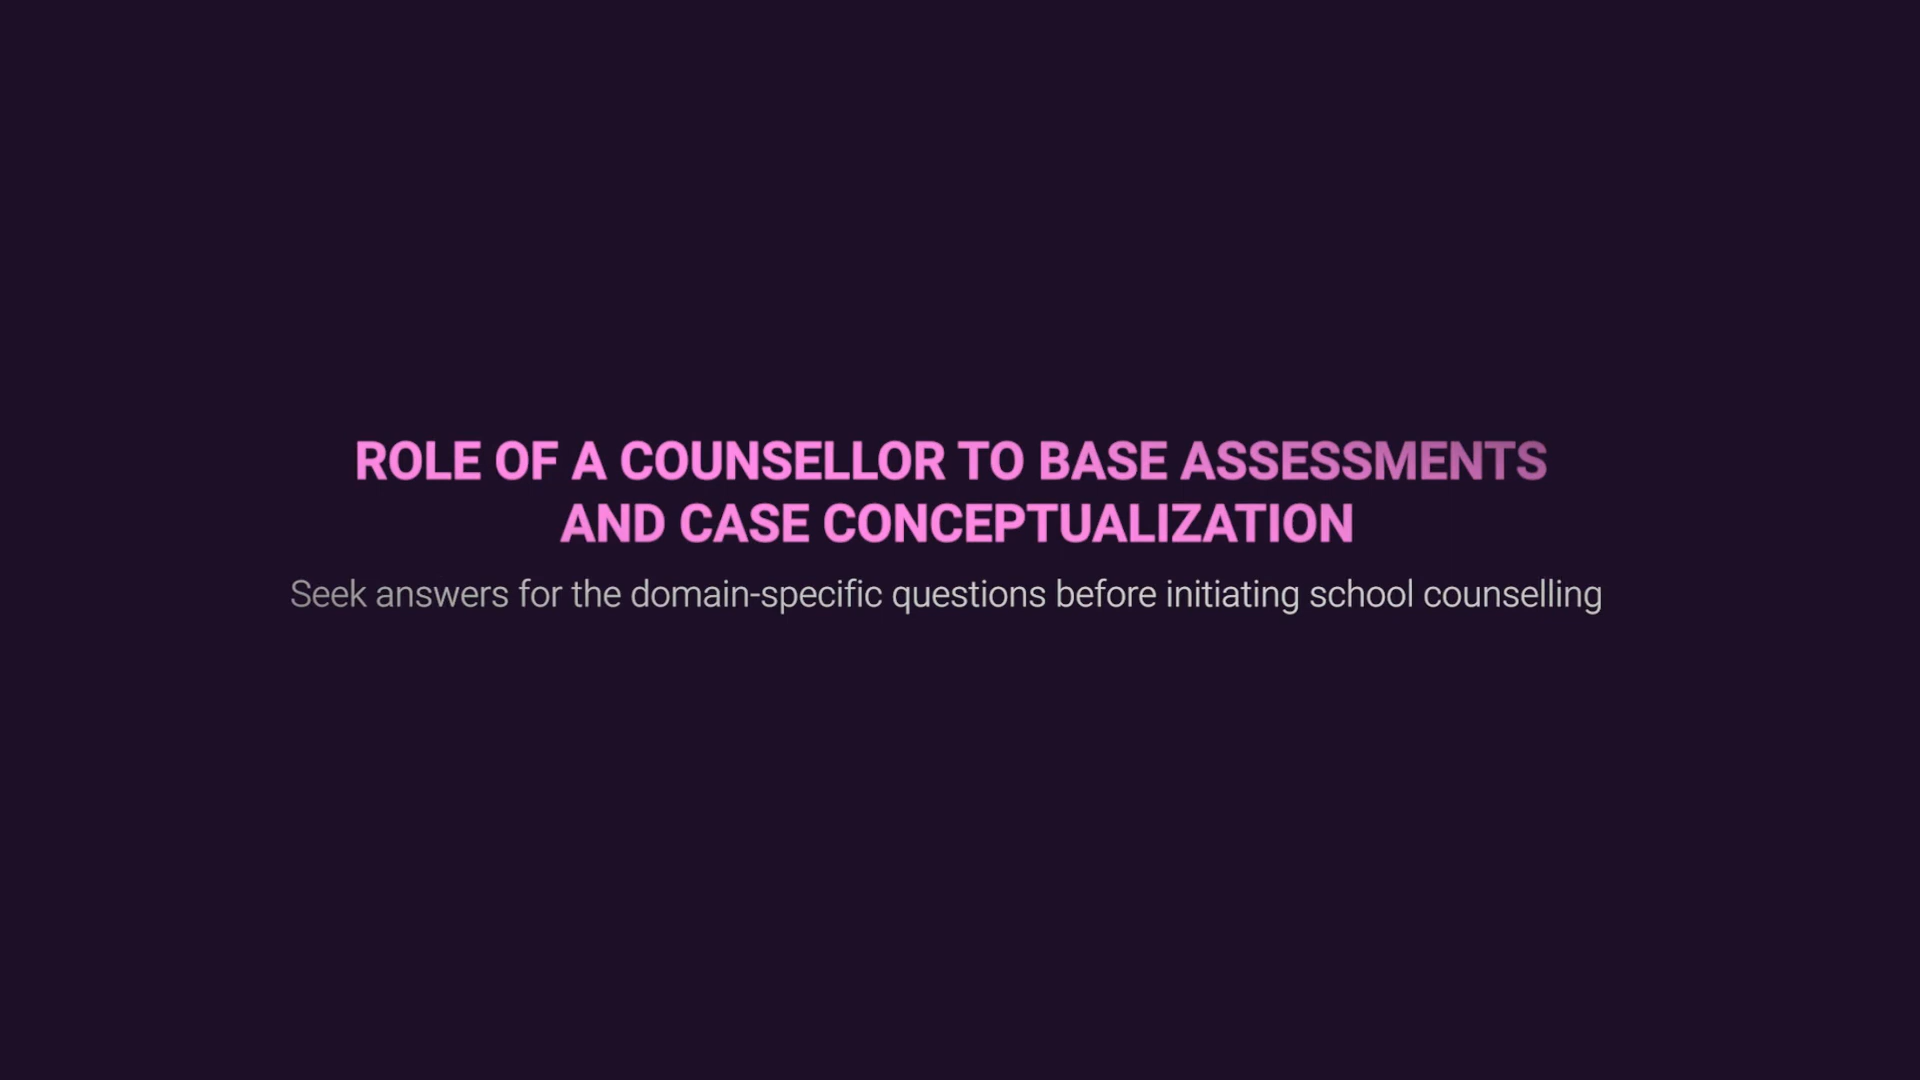 ROLE OF A COUNSELLOR TO BASE ASSESSMENTS
AND CASE CONCEPTUALIZATION
Seek answers for the domain-specific questions before initiating school counselling